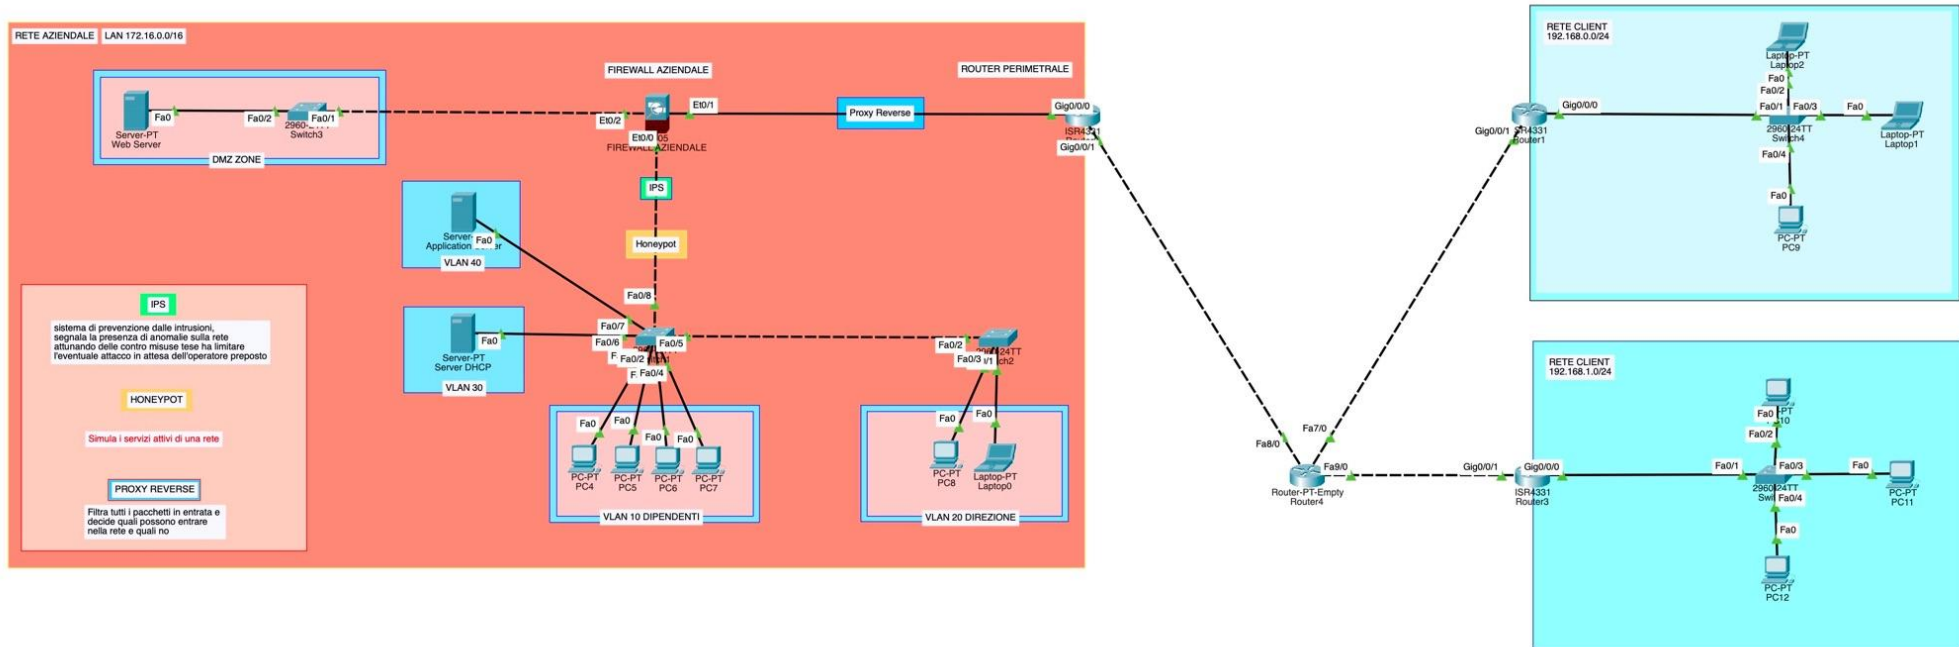 RETE AZIENDALE
LAN 172.16.0.0/16
FIREWALL AZIENDALE
ROUTER PERIMETRALE
Fa0
Fa0/2
Fa0/1
Server-PT
Web Server
Switch3
DMZ ZONE
Et0/2
Et0/1
Et0/0
FIREWALL AZIENDALE
Proxy Reverse
Gig0/0/0
ISR4331
Gig0/0/1
IPS
Honeypot
Fa0
VLAN 40
Fa0/8
Fa0
Server-PT
Server DHCP
VLAN 30
Fa0/7
Fa0/6
Fa0/5
Fa0/2
Fa0/4
Fa0/2
Fa0/3
Fa0
Fa0
Fa0
Fa0
PC-PT
PC4
PC-PT
PC5
PC-PT
PC6
PC-PT
PC7
VLAN 10 DIPENDENTI
Fa0
Fa0
PC-PT
PC8
Laptop-PT
Laptop0
VLAN 20 DIREZIONE
IPS
sistema di prevenzione dalle intrusioni,
segnala la presenza di anomalie sulla rete
attunando delle contro misuse tese ha limitare
l'eventuale attacco in attesa dell'operatore preposto
HONEYPOT
Simula i servizi attivi di una rete
PROXY REVERSE
Filtra tutti i pacchetti in entrata e
decide quali possono entrare
nella rete e quali no
Fa8/0
Fa7/0
Fa9/0
Router-PT-Empty
Router4
RETE CLIENT
192.168.0.0/24
Gig0/0/1
Gig0/0/0
Router1
Laptop-PT
Laptop2
Fa0
Fa0/2
Fa0/1
Fa0/3
Fa0
Switch4
Laptop-PT
Laptop1
Fa0/4
Fa0
PC-PT
PC9
RETE CLIENT
192.168.1.0/24
Gig0/0/1
Gig0/0/0
ISR4331
Router3
Fa0
Fa0/2
Fa0/1
Fa0/3
Fa0
Fa0/4
PC-PT
PC11
Fa0
PC-PT
PC12